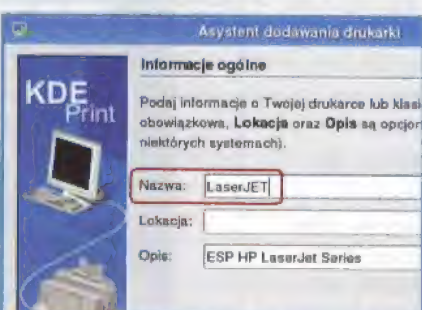 Asystent dodawania drukarki
Informacje ogólne
KDE
Print
Podaj informacje o Twojej drukarce lub klasi
obowiązkowa, Lokacja oraz Opis są opcjon
niektórych systemach).
Nazwa: LaserJET
Lokacja:
Opis: ESP HP LaserJet Series